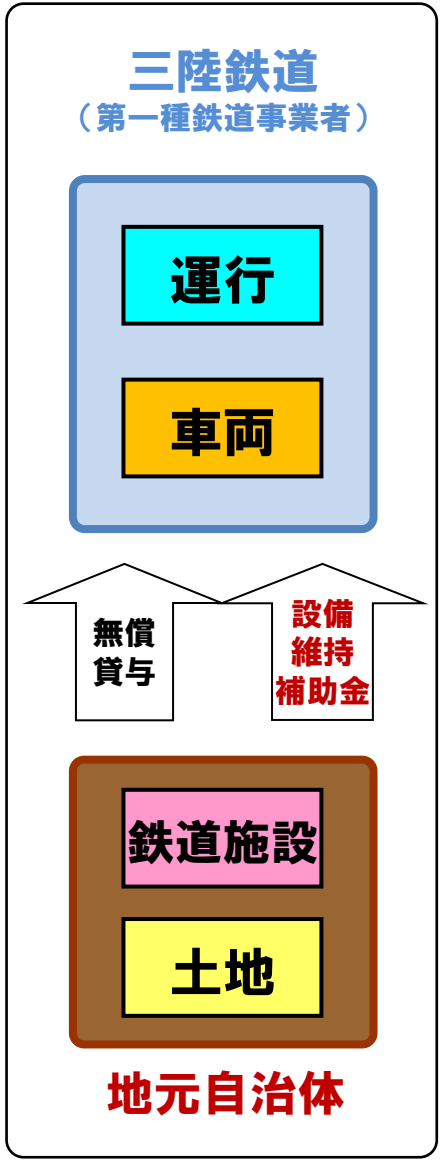 三陸鉄道
（第一種鉄道事業者）
運行
車両
無償
貸与
設備
維持
補助金
鉄道施設
土地
地元自治体